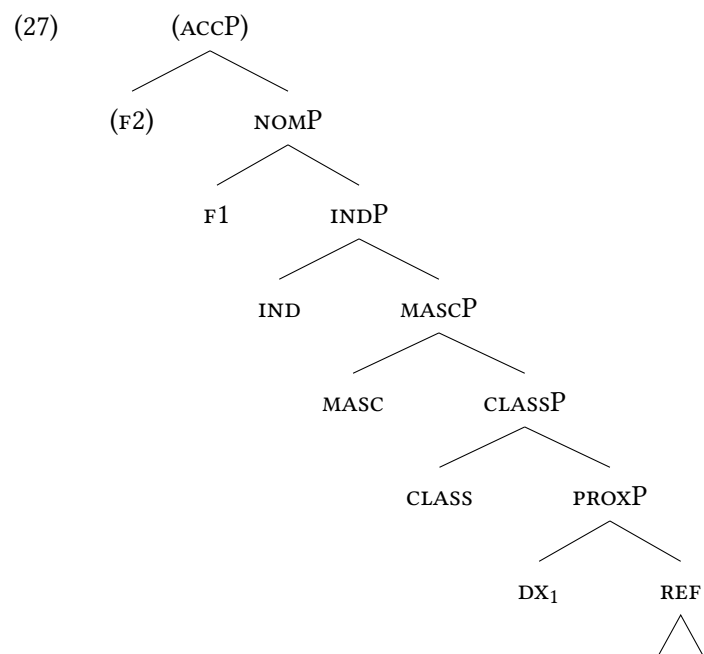 (27) (ACCP)
(F2) NOMP
F1 INDP
IND MASCP
MASC CLASSP
CLASS PROXP
DX₁ REF